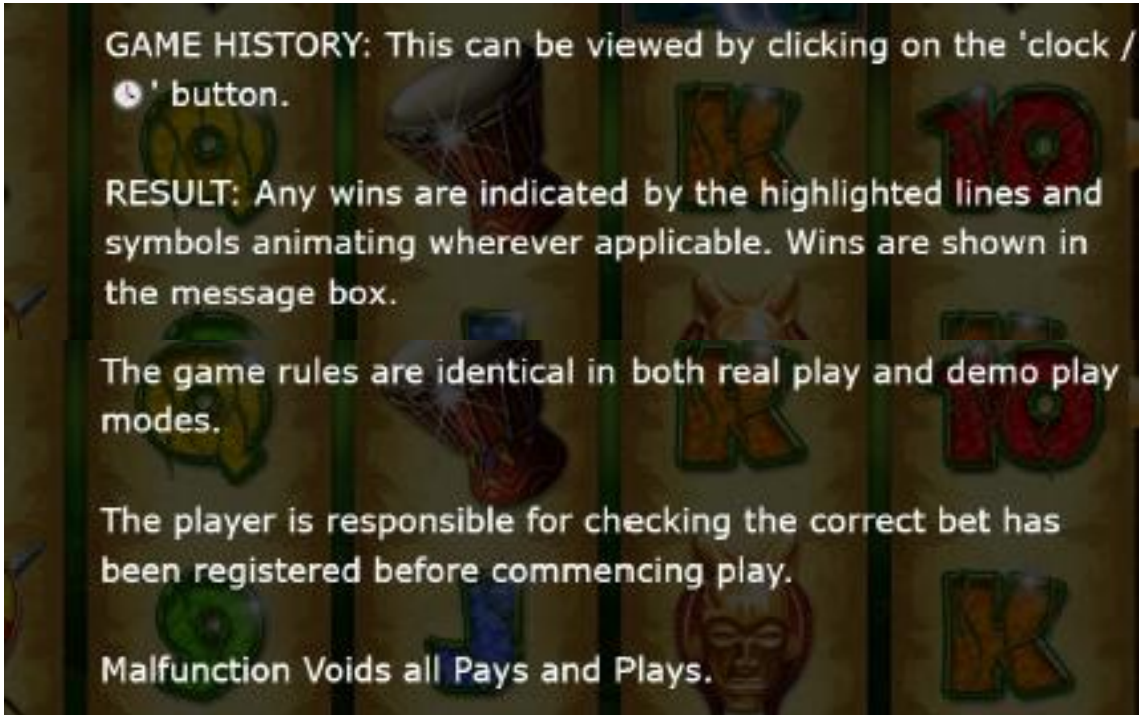 GAME HISTORY: This can be viewed by clicking on the 'clock /
🕓' button.
RESULT: Any wins are indicated by the highlighted lines and
symbols animating wherever applicable. Wins are shown in
the message box.
The game rules are identical in both real play and demo play
modes.
The player is responsible for checking the correct bet has
been registered before commencing play.
Malfunction Voids all Pays and Plays.
Q K 10
Q K 10
9 J K